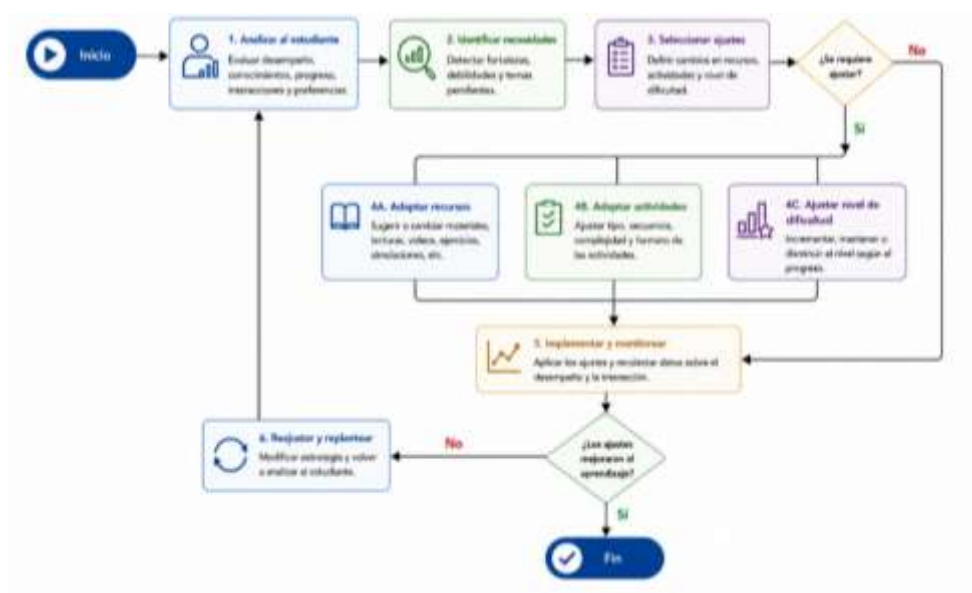 Inicio
1. Analizar al estudiante
Evaluar desempeño,
conocimientos, progreso,
interacciones y preferencias.
2. Identificar necesidades
Detectar fortalezas,
debilidades y temas
pendientes.
3. Seleccionar ajustes
Definir cambios en recursos,
actividades y nivel de
dificultad.
¿Se requiere
ajustar?
No
Sí
4A. Adaptar recursos
Sugerir o cambiar materiales,
lecturas, videos, ejercicios,
simulaciones, etc.
4B. Adaptar actividades
Ajustar tipo, secuencia,
complejidad y formato de
las actividades.
4C. Ajustar nivel de
dificultad
Incrementar, mantener o
disminuir el nivel según el
progreso.
5. Implementar y monitorear
Aplicar los ajustes y recolectar datos sobre el
desempeño y la interacción.
6. Reajustar y replantear
Modificar estrategia y volver
a analizar al estudiante.
No
¿Los ajustes
mejoraron el
aprendizaje?
Sí
Fin